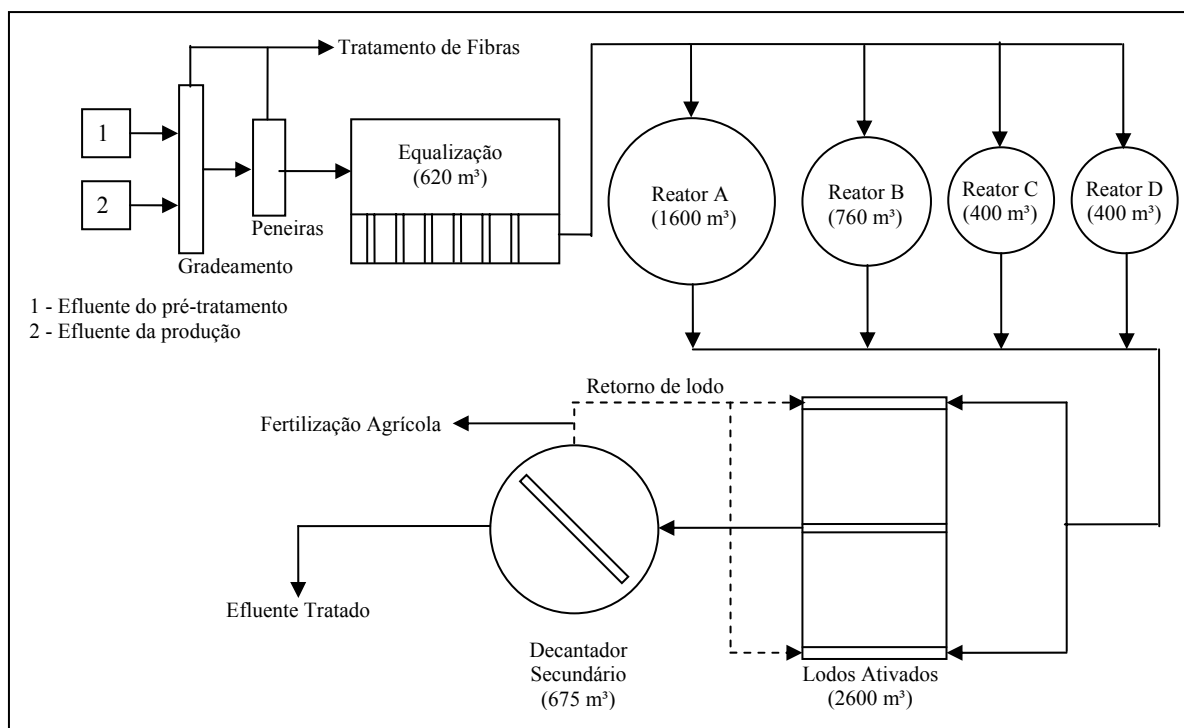 Tratamento de Fibras
1
2
Gradeamento
Peneiras
Equalização
(620 m³)
Reator A
(1600 m³)
Reator B
(760 m³)
Reator C
(400 m³)
Reator D
(400 m³)
1 - Efluente do pré-tratamento
2 - Efluente da produção
Retorno de lodo
Fertilização Agrícola
Efluente Tratado
Decantador
Secundário
(675 m³)
Lodos Ativados
(2600 m³)